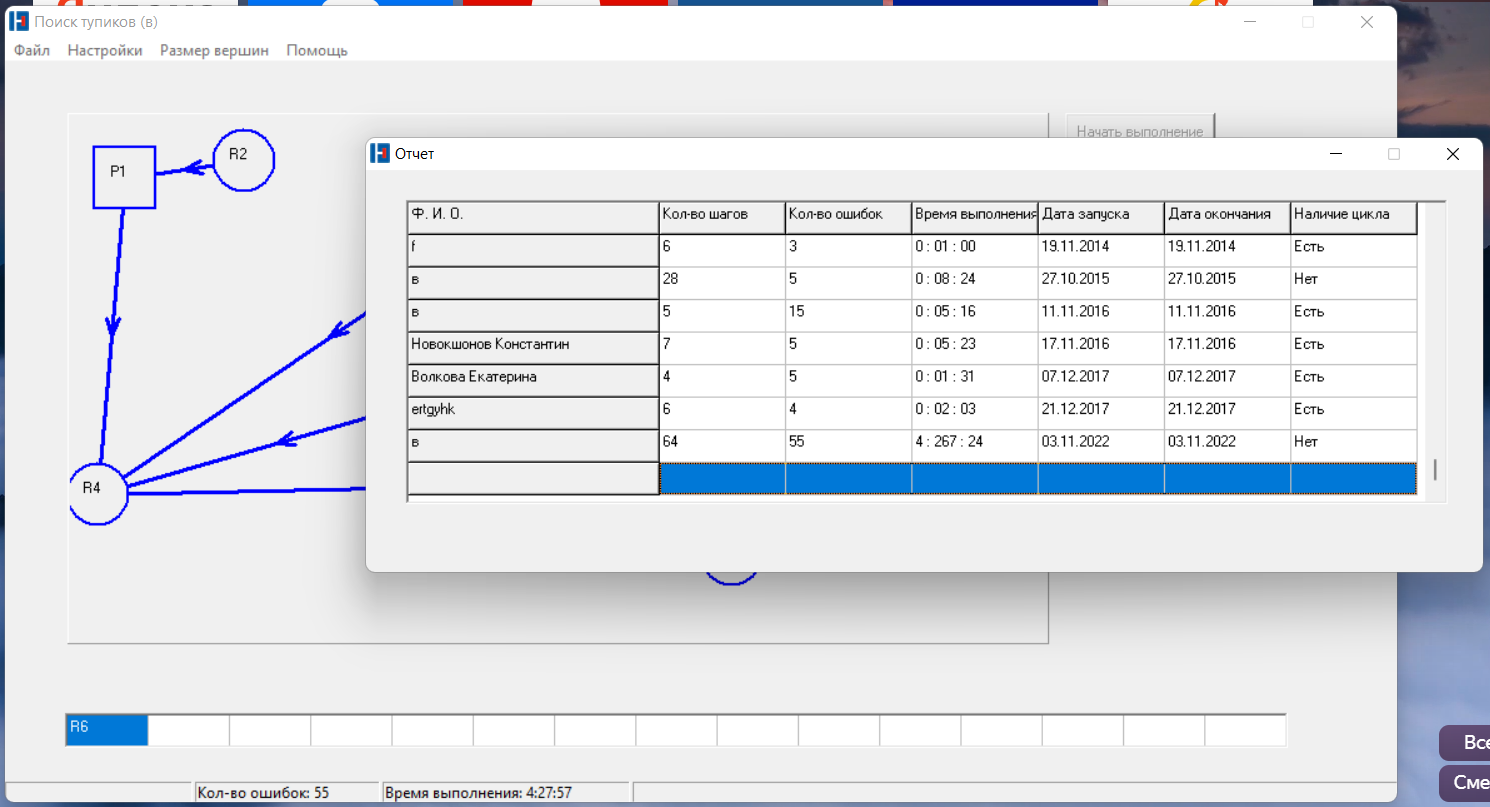 Поиск тупиков (в)
Файл Настройки Размер вершин Помощь
Начать выполнение
P1
R2
R4
Отчет
Ф. И. О. Кол-во шагов Кол-во ошибок Время выполнения Дата запуска Дата окончания Наличие цикла
f 6 3 0 : 01 : 00 19.11.2014 19.11.2014 Есть
в 28 5 0 : 08 : 24 27.10.2015 27.10.2015 Нет
в 5 15 0 : 05 : 16 11.11.2016 11.11.2016 Есть
Новокшонов Константин 7 5 0 : 05 : 23 17.11.2016 17.11.2016 Есть
Волкова Екатерина 4 5 0 : 01 : 31 07.12.2017 07.12.2017 Есть
ertgyhk 6 4 0 : 02 : 03 21.12.2017 21.12.2017 Есть
в 64 55 4 : 267 : 24 03.11.2022 03.11.2022 Нет
R6
Все
Сме
Кол-во ошибок: 55 Время выполнения: 4:27:57